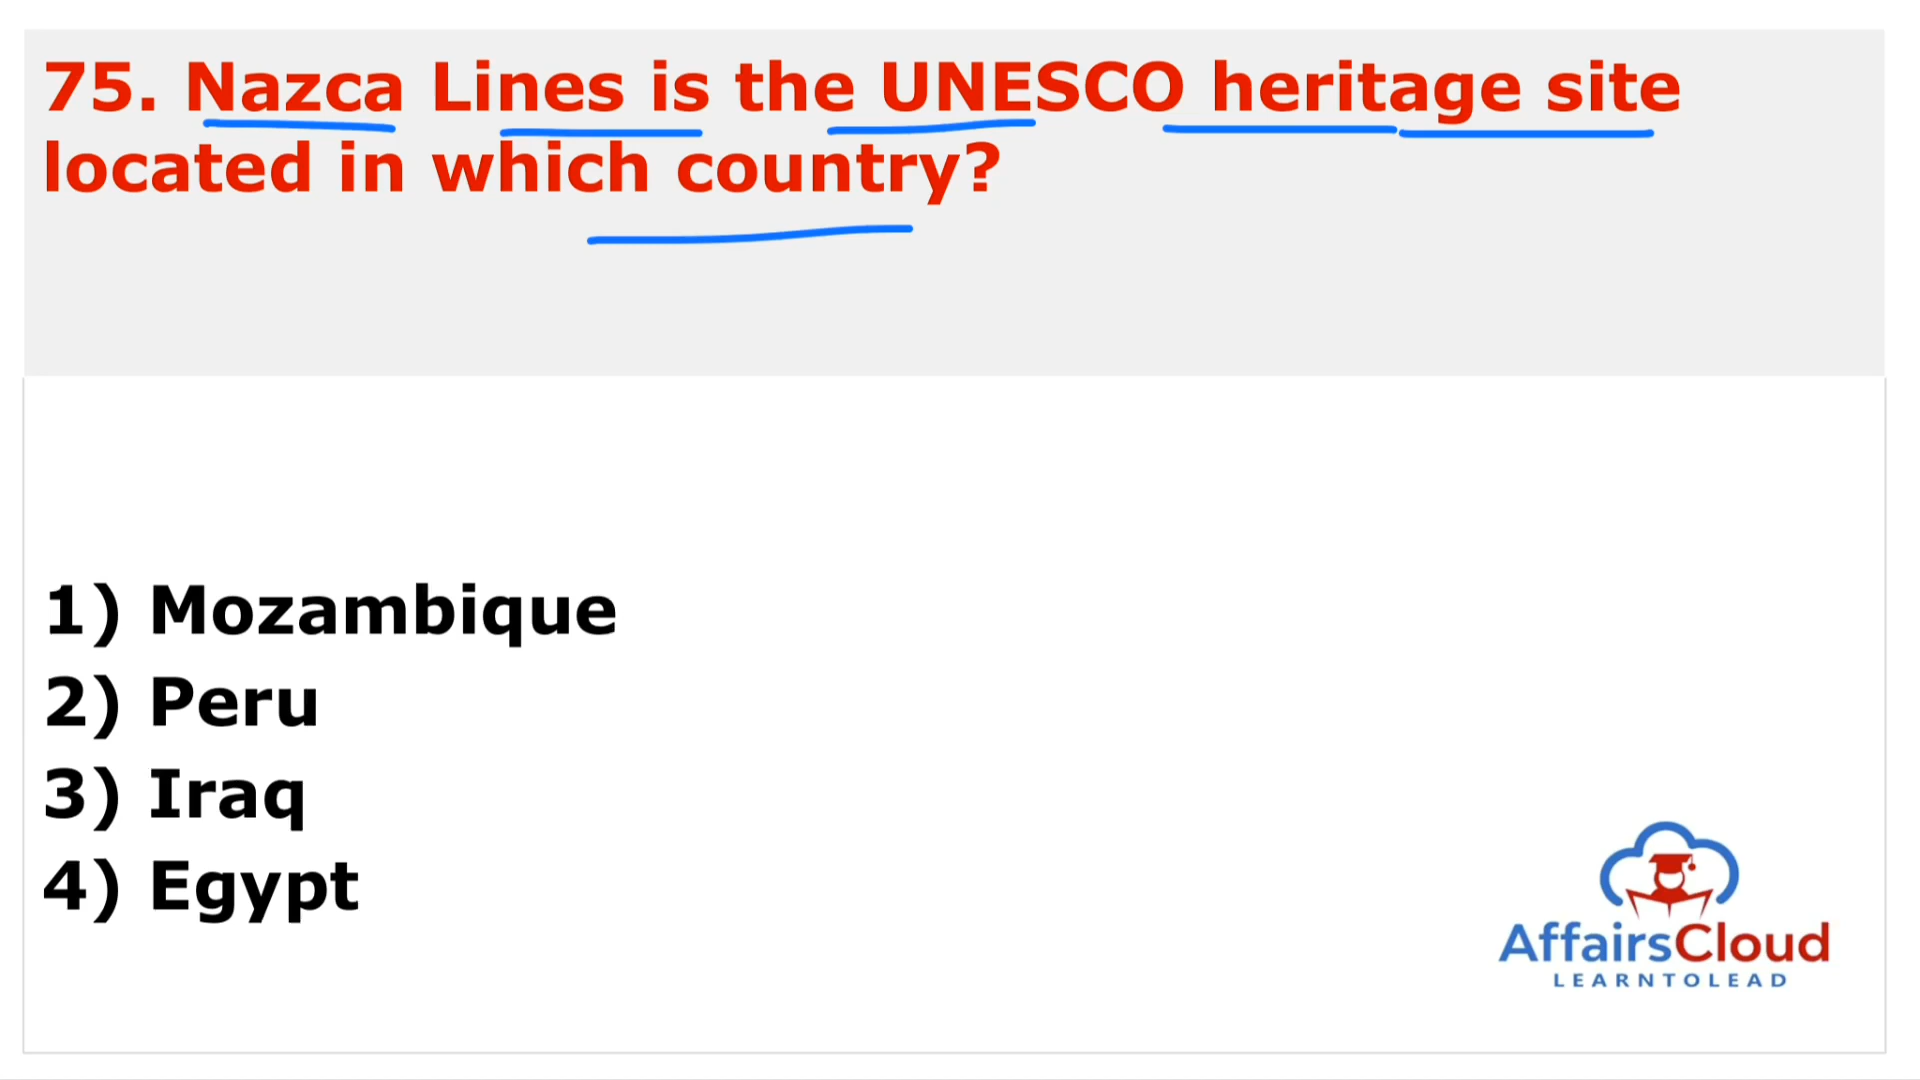 75. Nazca Lines is the UNESCO heritage site
located in which country?
1) Mozambique
2) Peru
3) Iraq
4) Egypt
AffairsCloud
LEARNTOLEAD